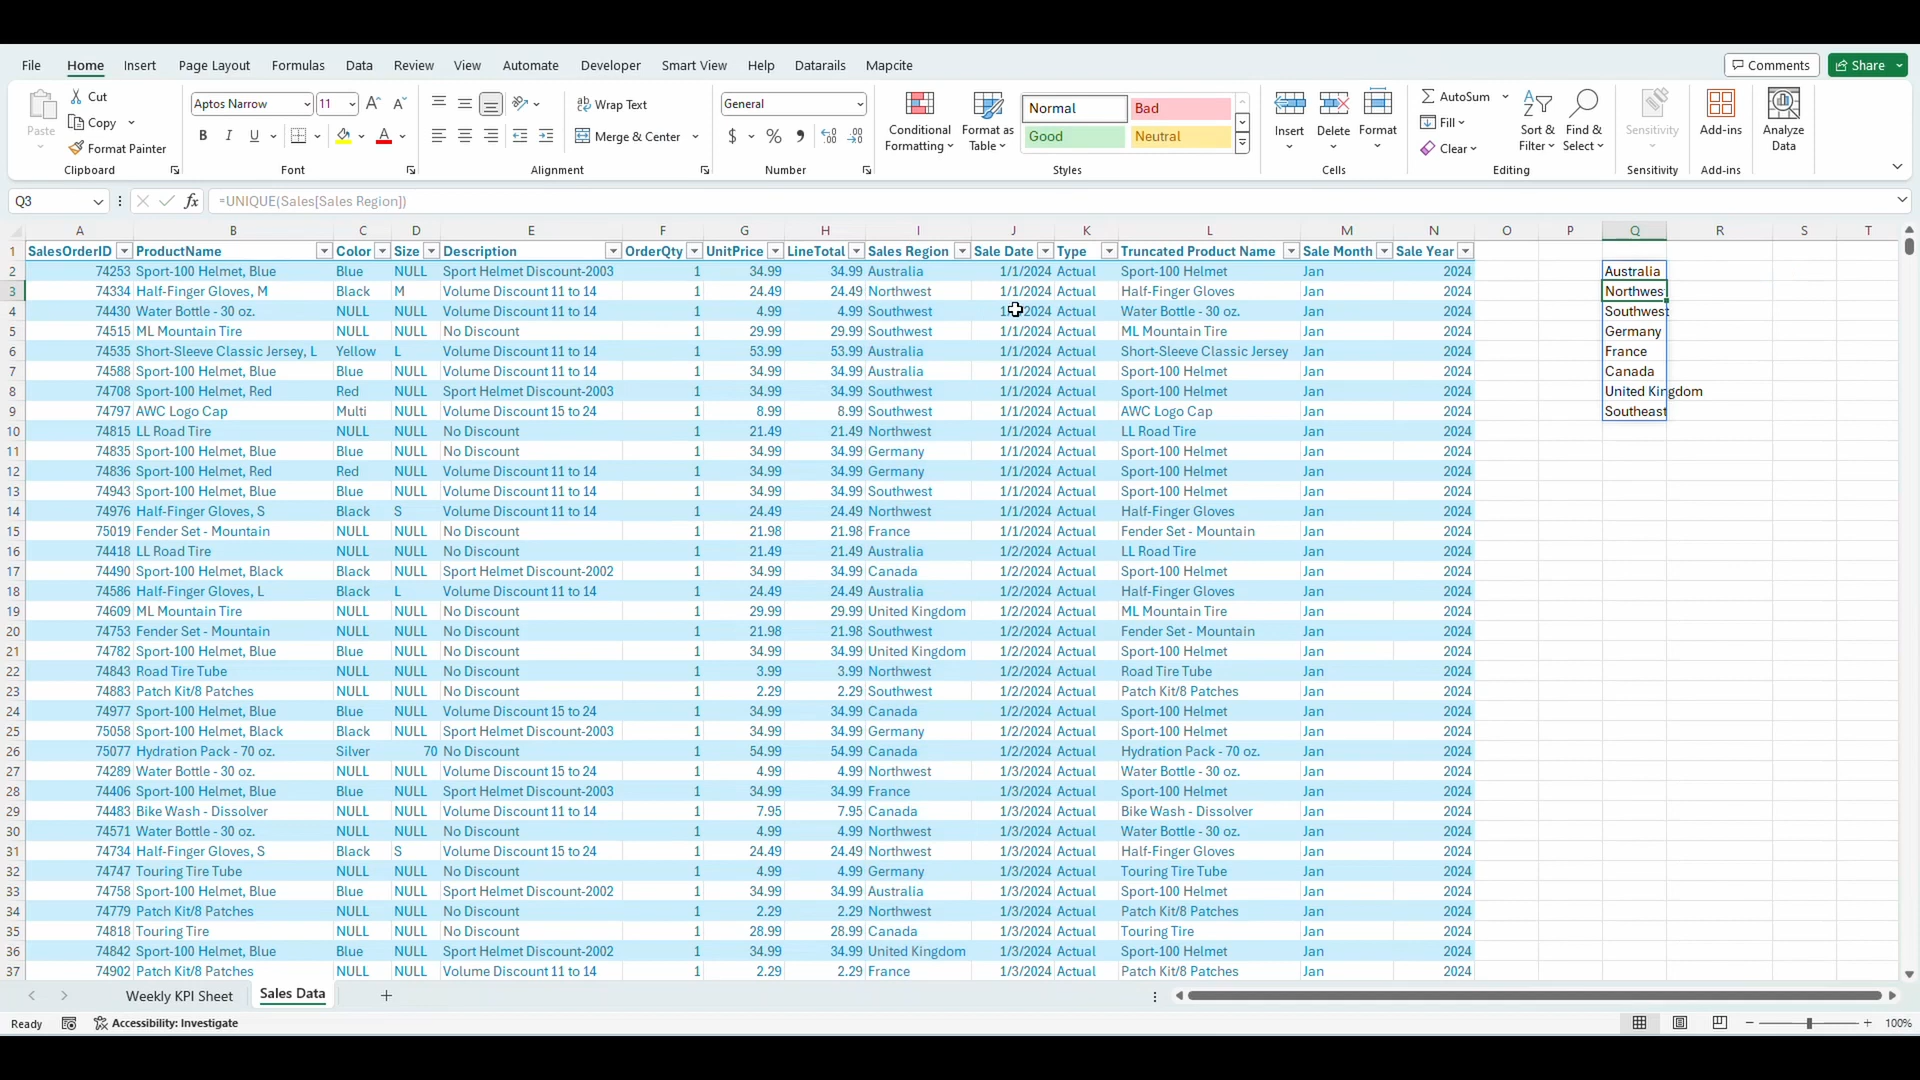 File Home Insert Page Layout Formulas Data Review View Automate Developer Smart View Help Datarails Mapcite Comments Share
Paste Cut Copy Format Painter Clipboard
Aptos Narrow 11 A A B I U A Font
Wrap Text Merge & Center Alignment
General $ % , Number
Conditional Formatting Format as Table Normal Bad Good Neutral Styles
Insert Delete Format Cells
AutoSum Fill Clear Sort & Filter Find & Select Editing
Sensitivity Sensitivity
Add-ins Add-ins
Analyze Data
Q3 fx =UNIQUE(Sales[Sales Region])
A B C D E F G H I J K L M N O P Q R S T
1 SalesOrderID ProductName Color Size Description OrderQty UnitPrice LineTotal Sales Region Sale Date Type Truncated Product Name Sale Month Sale Year
2 74253 Sport-100 Helmet, Blue Blue NULL Sport Helmet Discount-2003 1 34.99 34.99 Australia 1/1/2024 Actual Sport-100 Helmet Jan 2024 Australia
3 74334 Half-Finger Gloves, M Black M Volume Discount 11 to 14 1 24.49 24.49 Northwest 1/1/2024 Actual Half-Finger Gloves Jan 2024 Northwest
4 74430 Water Bottle - 30 oz. NULL NULL Volume Discount 11 to 14 1 4.99 4.99 Southwest 1/1/2024 Actual Water Bottle - 30 oz. Jan 2024 Southwest
5 74515 ML Mountain Tire NULL NULL No Discount 1 29.99 29.99 Southwest 1/1/2024 Actual ML Mountain Tire Jan 2024 Germany
6 74535 Short-Sleeve Classic Jersey, L Yellow L Volume Discount 11 to 14 1 53.99 53.99 Australia 1/1/2024 Actual Short-Sleeve Classic Jersey Jan 2024 France
7 74588 Sport-100 Helmet, Blue Blue NULL Volume Discount 11 to 14 1 34.99 34.99 Australia 1/1/2024 Actual Sport-100 Helmet Jan 2024 Canada
8 74708 Sport-100 Helmet, Red Red NULL Sport Helmet Discount-2003 1 34.99 34.99 Southwest 1/1/2024 Actual Sport-100 Helmet Jan 2024 United Kingdom
9 74797 AWC Logo Cap Multi NULL Volume Discount 15 to 24 1 8.99 8.99 Southwest 1/1/2024 Actual AWC Logo Cap Jan 2024 Southeast
10 74815 LL Road Tire NULL NULL No Discount 1 21.49 21.49 Northwest 1/1/2024 Actual LL Road Tire Jan 2024
11 74835 Sport-100 Helmet, Blue Blue NULL No Discount 1 34.99 34.99 Germany 1/1/2024 Actual Sport-100 Helmet Jan 2024
12 74836 Sport-100 Helmet, Red Red NULL Volume Discount 11 to 14 1 34.99 34.99 Germany 1/1/2024 Actual Sport-100 Helmet Jan 2024
13 74943 Sport-100 Helmet, Blue Blue NULL Volume Discount 11 to 14 1 34.99 34.99 Southwest 1/1/2024 Actual Sport-100 Helmet Jan 2024
14 74976 Half-Finger Gloves, S Black S Volume Discount 11 to 14 1 24.49 24.49 Northwest 1/1/2024 Actual Half-Finger Gloves Jan 2024
15 75019 Fender Set - Mountain NULL NULL No Discount 1 21.98 21.98 France 1/1/2024 Actual Fender Set - Mountain Jan 2024
16 74418 LL Road Tire NULL NULL No Discount 1 21.49 21.49 Australia 1/2/2024 Actual LL Road Tire Jan 2024
17 74490 Sport-100 Helmet, Black Black NULL Sport Helmet Discount-2002 1 34.99 34.99 Canada 1/2/2024 Actual Sport-100 Helmet Jan 2024
18 74586 Half-Finger Gloves, L Black L Volume Discount 11 to 14 1 24.49 24.49 Australia 1/2/2024 Actual Half-Finger Gloves Jan 2024
19 74609 ML Mountain Tire NULL NULL No Discount 1 29.99 29.99 United Kingdom 1/2/2024 Actual ML Mountain Tire Jan 2024
20 74753 Fender Set - Mountain NULL NULL No Discount 1 21.98 21.98 Southwest 1/2/2024 Actual Fender Set - Mountain Jan 2024
21 74782 Sport-100 Helmet, Blue Blue NULL No Discount 1 34.99 34.99 United Kingdom 1/2/2024 Actual Sport-100 Helmet Jan 2024
22 74843 Road Tire Tube NULL NULL No Discount 1 3.99 3.99 Northwest 1/2/2024 Actual Road Tire Tube Jan 2024
23 74883 Patch Kit/8 Patches NULL NULL No Discount 1 2.29 2.29 Southwest 1/2/2024 Actual Patch Kit/8 Patches Jan 2024
24 74977 Sport-100 Helmet, Blue Blue NULL Volume Discount 15 to 24 1 34.99 34.99 Canada 1/2/2024 Actual Sport-100 Helmet Jan 2024
25 75058 Sport-100 Helmet, Black Black NULL Sport Helmet Discount-2003 1 34.99 34.99 Germany 1/2/2024 Actual Sport-100 Helmet Jan 2024
26 75077 Hydration Pack - 70 oz. Silver 70 No Discount 1 54.99 54.99 Canada 1/2/2024 Actual Hydration Pack - 70 oz. Jan 2024
27 74289 Water Bottle - 30 oz. NULL NULL Volume Discount 15 to 24 1 4.99 4.99 Northwest 1/3/2024 Actual Water Bottle - 30 oz. Jan 2024
28 74406 Sport-100 Helmet, Blue Blue NULL Sport Helmet Discount-2003 1 34.99 34.99 France 1/3/2024 Actual Sport-100 Helmet Jan 2024
29 74483 Bike Wash - Dissolver NULL NULL Volume Discount 11 to 14 1 7.95 7.95 Canada 1/3/2024 Actual Bike Wash - Dissolver Jan 2024
30 74571 Water Bottle - 30 oz. NULL NULL No Discount 1 4.99 4.99 Northwest 1/3/2024 Actual Water Bottle - 30 oz. Jan 2024
31 74734 Half-Finger Gloves, S Black S Volume Discount 15 to 24 1 24.49 24.49 Northwest 1/3/2024 Actual Half-Finger Gloves Jan 2024
32 74747 Touring Tire Tube NULL NULL No Discount 1 4.99 4.99 Germany 1/3/2024 Actual Touring Tire Tube Jan 2024
33 74758 Sport-100 Helmet, Blue Blue NULL Sport Helmet Discount-2002 1 34.99 34.99 Australia 1/3/2024 Actual Sport-100 Helmet Jan 2024
34 74779 Patch Kit/8 Patches NULL NULL No Discount 1 2.29 2.29 Northwest 1/3/2024 Actual Patch Kit/8 Patches Jan 2024
35 74818 Touring Tire NULL NULL No Discount 1 28.99 28.99 Canada 1/3/2024 Actual Touring Tire Jan 2024
36 74842 Sport-100 Helmet, Blue Blue NULL Sport Helmet Discount-2002 1 34.99 34.99 United Kingdom 1/3/2024 Actual Sport-100 Helmet Jan 2024
37 74902 Patch Kit/8 Patches NULL NULL Volume Discount 11 to 14 1 2.29 2.29 France 1/3/2024 Actual Patch Kit/8 Patches Jan 2024
Weekly KPI Sheet Sales Data
Ready Accessibility: Investigate 100%